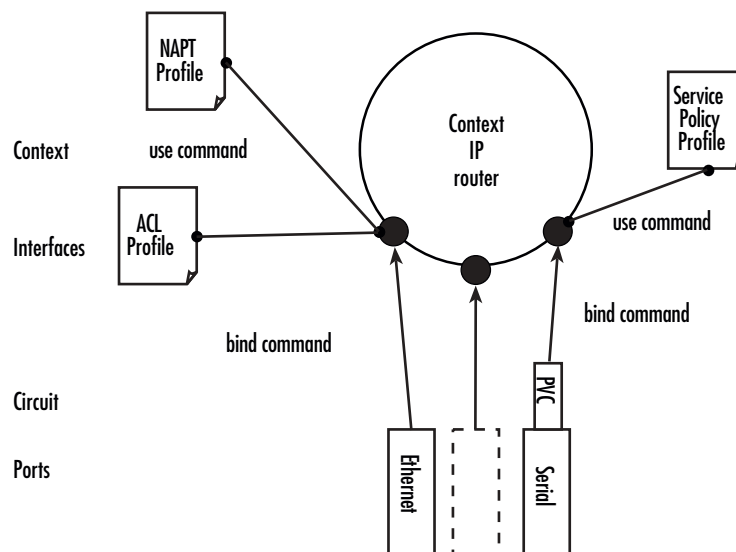 NAPT
Profile
Service
Policy
Profile
Context
IP
router
Context
use command
ACL
Profile
use command
Interfaces
bind command
bind command
PVC
Circuit
Ethernet
Serial
Ports